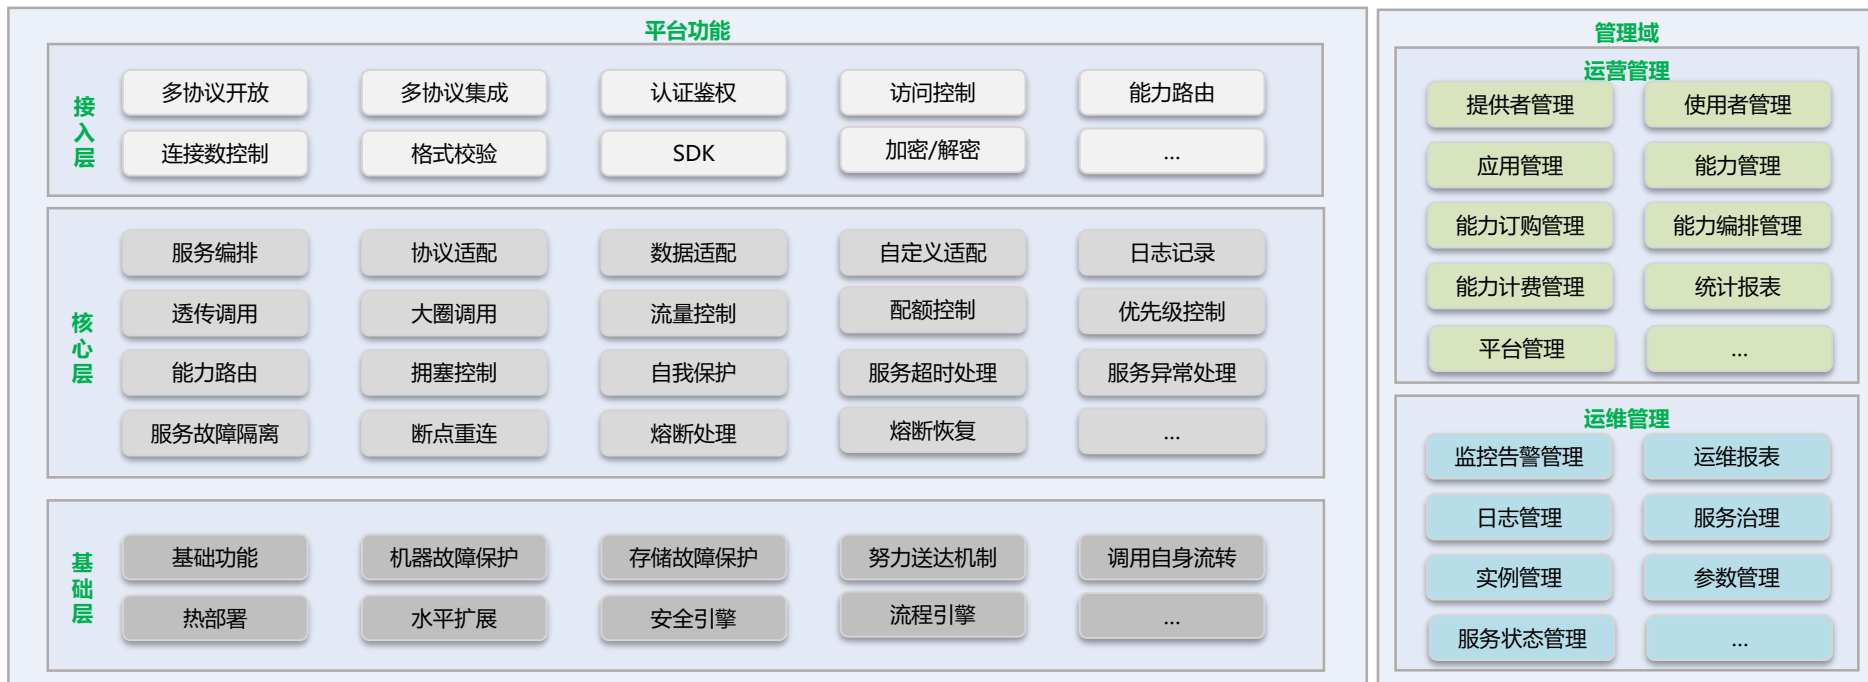 平台功能
接入层
多协议开放
多协议集成
认证鉴权
访问控制
能力路由
连接数控制
格式校验
SDK
加密/解密
...
核心层
服务编排
协议适配
数据适配
自定义适配
日志记录
透传调用
大圈调用
流量控制
配额控制
优先级控制
能力路由
拥塞控制
自我保护
服务超时处理
服务异常处理
服务故障隔离
断点重连
熔断处理
熔断恢复
...
基础层
基础功能
机器故障保护
存储故障保护
努力送达机制
调用自身流转
热部署
水平扩展
安全引擎
流程引擎
...
管理域
运营管理
提供者管理
使用者管理
应用管理
能力管理
能力订购管理
能力编排管理
能力计费管理
统计报表
平台管理
...
运维管理
监控告警管理
运维报表
日志管理
服务治理
实例管理
参数管理
服务状态管理
...